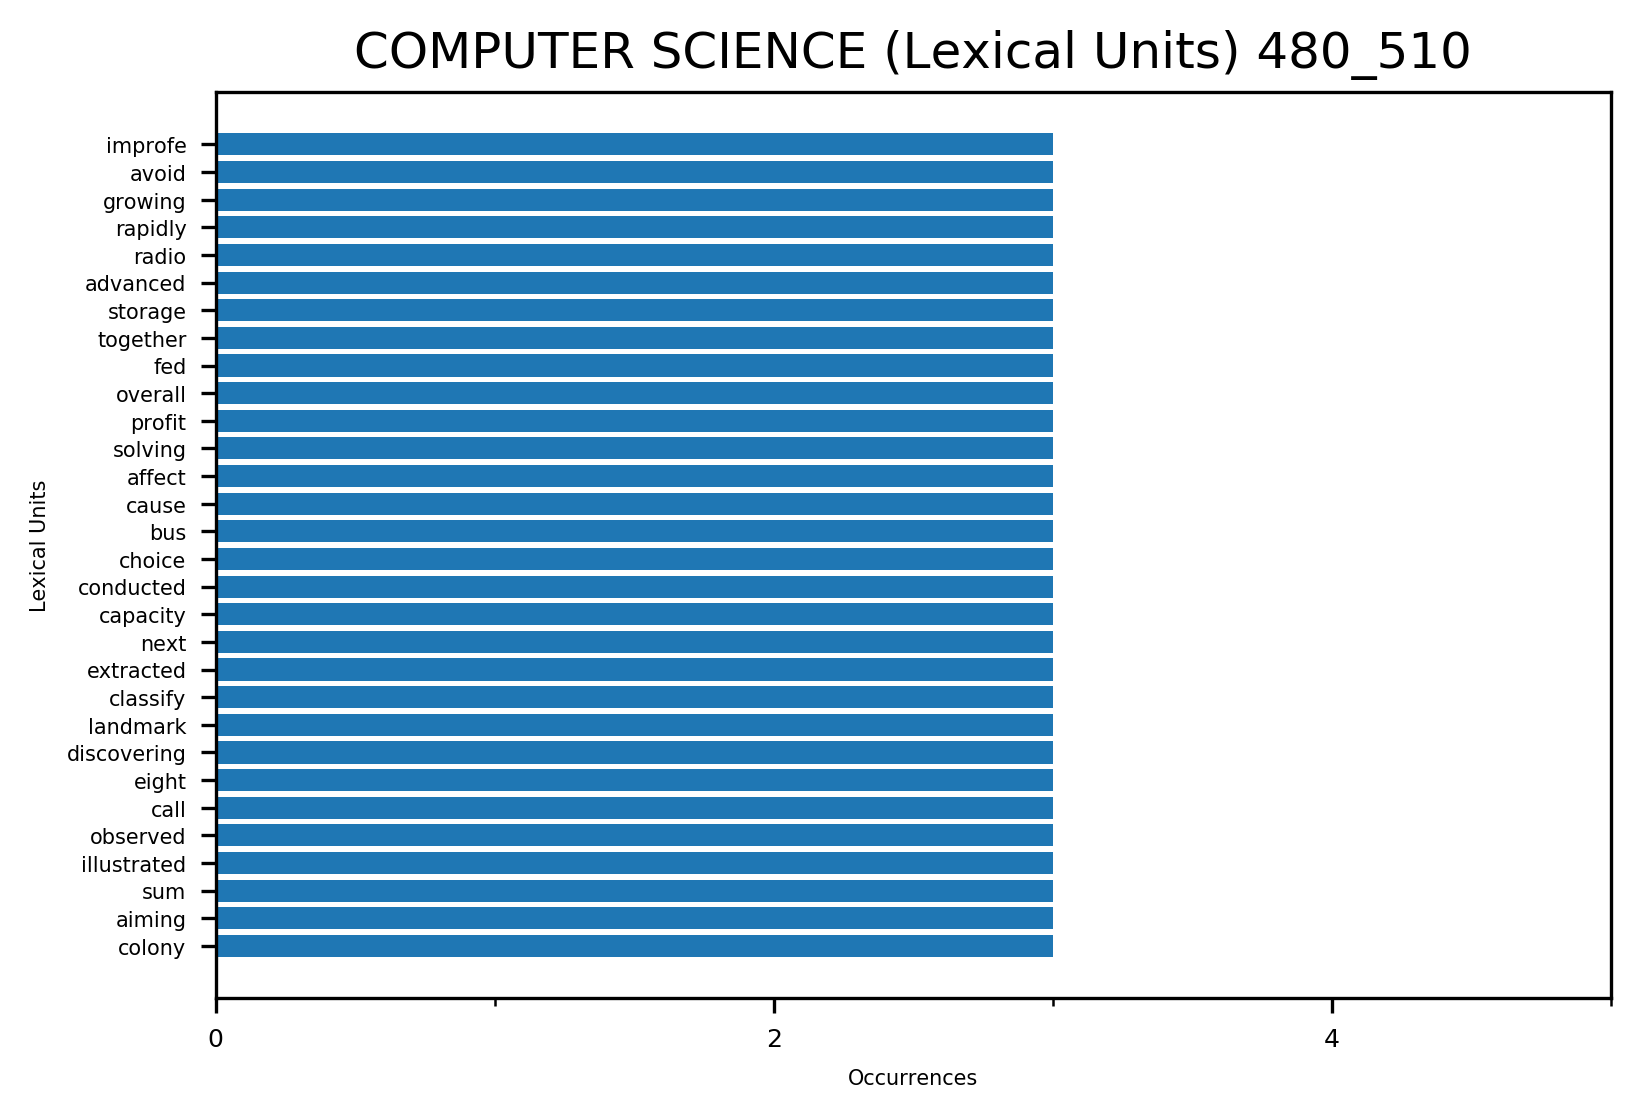 COMPUTER SCIENCE (Lexical Units) 480_510
improfe
avoid
growing
rapidly
radio
advanced
storage
together
fed
overall
profit
solving
affect
cause
bus
choice
conducted
capacity
next
extracted
classify
landmark
discovering
eight
call
observed
illustrated
sum
aiming
colony
Lexical Units
0 2 4
Occurrences